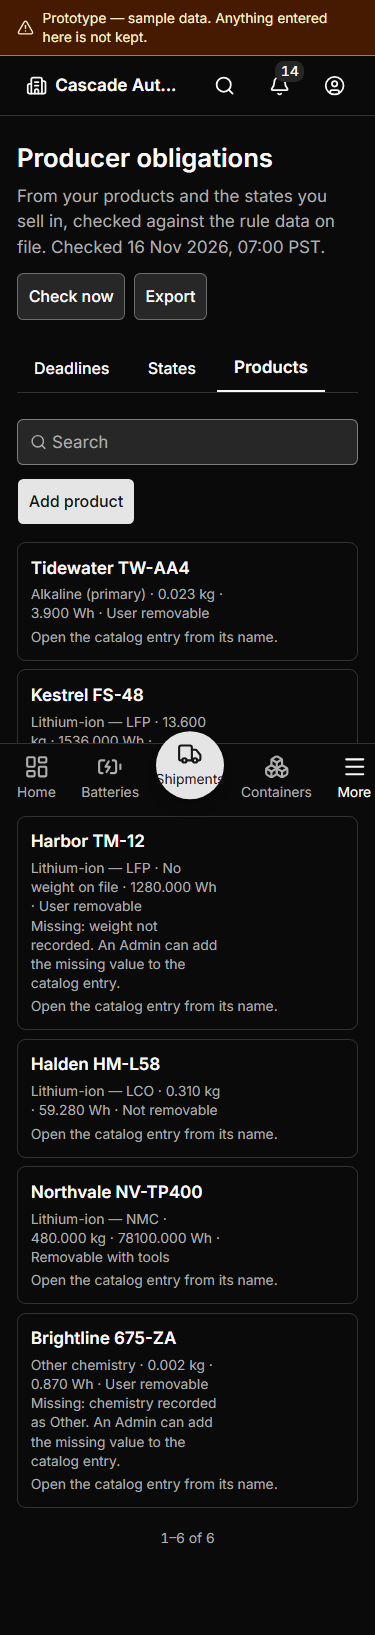 Prototype — sample data. Anything entered
here is not kept.
Cascade Aut...
14
Producer obligations
From your products and the states you
sell in, checked against the rule data on
file. Checked 16 Nov 2026, 07:00 PST.
Check now
Export
Deadlines
States
Products
Search
Add product
Tidewater TW-AA4
Alkaline (primary) · 0.023 kg ·
3.900 Wh · User removable
Open the catalog entry from its name.
Kestrel FS-48
Lithium-ion — LFP · 13.600
kg · 1536.000 Wh ·
Home
Batteries
Shipments
Containers
More
Harbor TM-12
Lithium-ion — LFP · No
weight on file · 1280.000 Wh
· User removable
Missing: weight not
recorded. An Admin can add
the missing value to the
catalog entry.
Open the catalog entry from its name.
Halden HM-L58
Lithium-ion — LCO · 0.310 kg
· 59.280 Wh · Not removable
Open the catalog entry from its name.
Northvale NV-TP400
Lithium-ion — NMC ·
480.000 kg · 78100.000 Wh ·
Removable with tools
Open the catalog entry from its name.
Brightline 675-ZA
Other chemistry · 0.002 kg ·
0.870 Wh · User removable
Missing: chemistry recorded
as Other. An Admin can add
the missing value to the
catalog entry.
Open the catalog entry from its name.
1–6 of 6